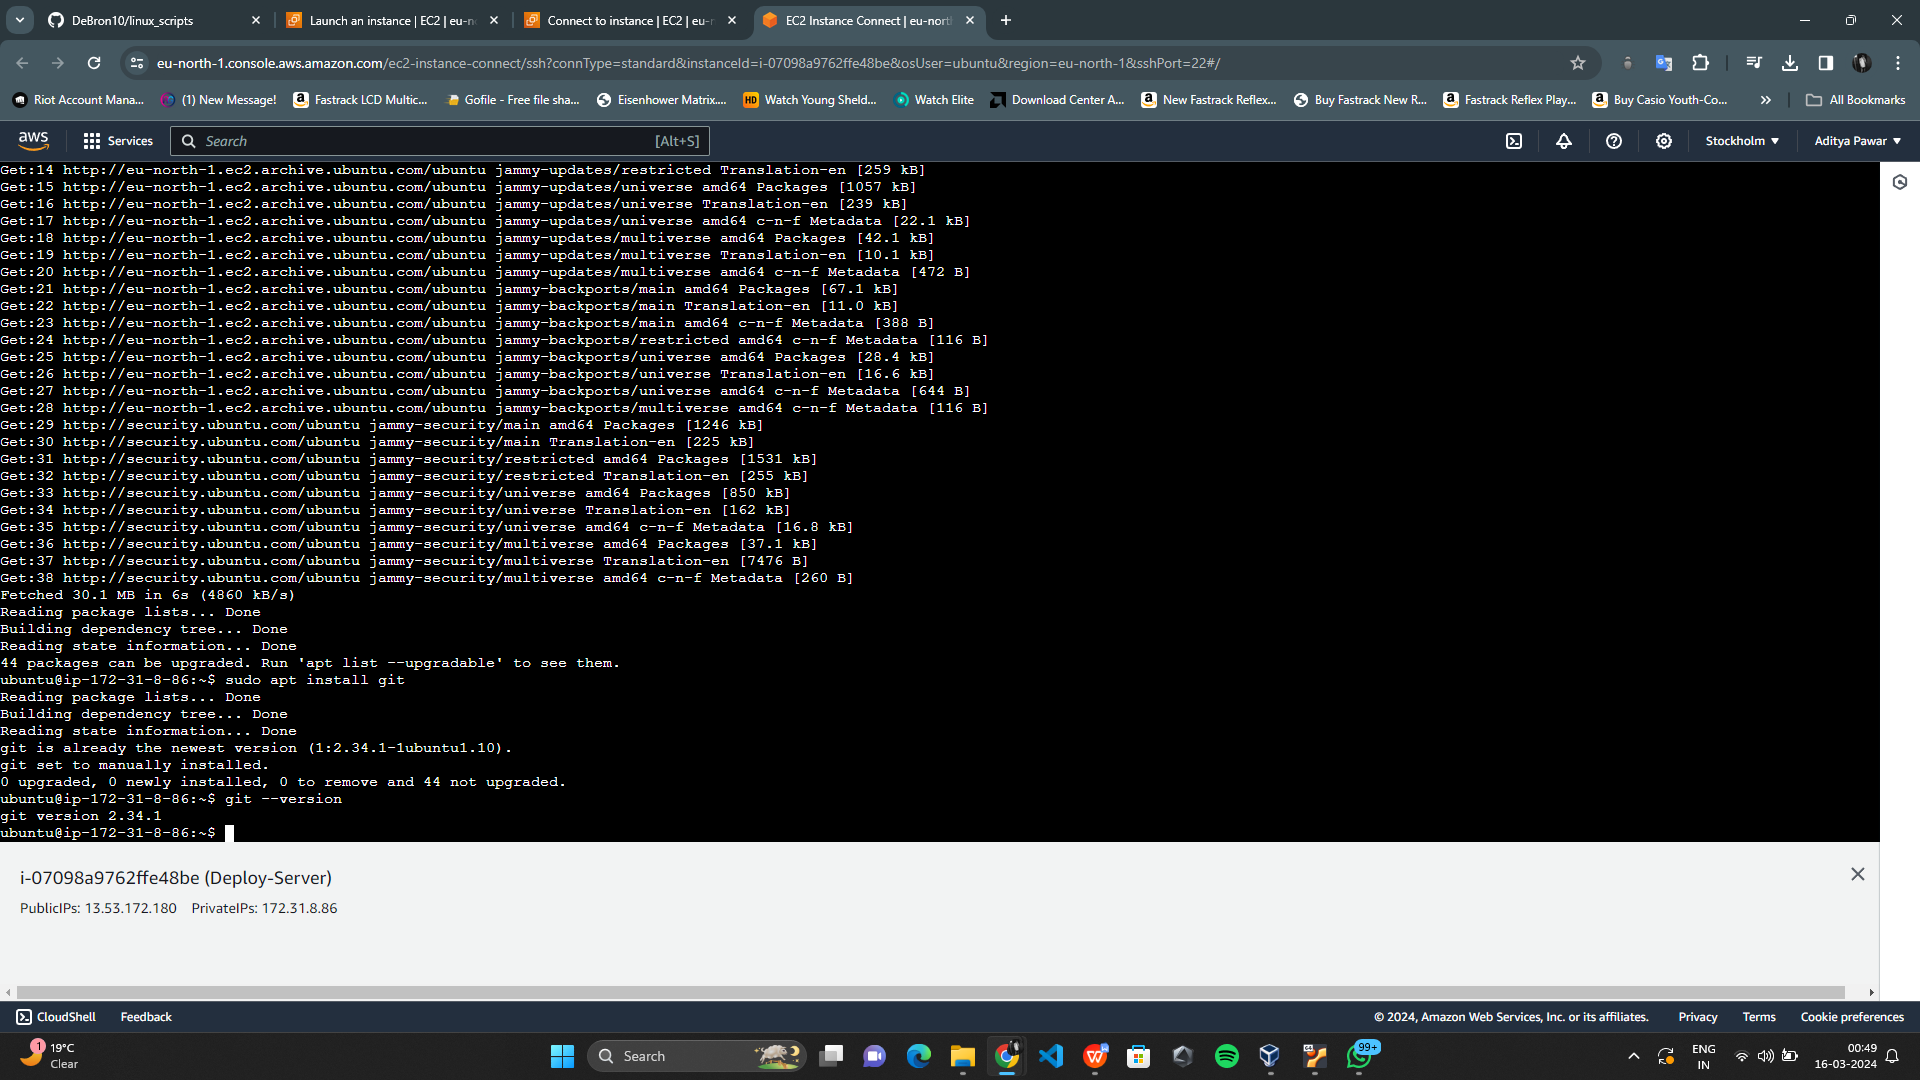 DeBron10/linux_scripts
Launch an instance | EC2 | eu-n
Connect to instance | EC2 | eu-n
EC2 Instance Connect | eu-nort
eu-north-1.console.aws.amazon.com/ec2-instance-connect/ssh?connType=standard&instanceId=i-07098a9762ffe48be&osUser=ubuntu&region=eu-north-1&sshPort=22#/
Riot Account Mana...
(1) New Message!
Fastrack LCD Multic...
Gofile - Free file sha...
Eisenhower Matrix....
Watch Young Sheld...
Watch Elite
Download Center A...
New Fastrack Reflex...
Buy Fastrack New R...
Fastrack Reflex Play...
Buy Casio Youth-Co...
All Bookmarks
aws
Services
Search
[Alt+S]
Stockholm
Aditya Pawar
Get:14 http://eu-north-1.ec2.archive.ubuntu.com/ubuntu jammy-updates/restricted Translation-en [259 kB]
Get:15 http://eu-north-1.ec2.archive.ubuntu.com/ubuntu jammy-updates/universe amd64 Packages [1057 kB]
Get:16 http://eu-north-1.ec2.archive.ubuntu.com/ubuntu jammy-updates/universe Translation-en [239 kB]
Get:17 http://eu-north-1.ec2.archive.ubuntu.com/ubuntu jammy-updates/universe amd64 c-n-f Metadata [22.1 kB]
Get:18 http://eu-north-1.ec2.archive.ubuntu.com/ubuntu jammy-updates/multiverse amd64 Packages [42.1 kB]
Get:19 http://eu-north-1.ec2.archive.ubuntu.com/ubuntu jammy-updates/multiverse Translation-en [10.1 kB]
Get:20 http://eu-north-1.ec2.archive.ubuntu.com/ubuntu jammy-updates/multiverse amd64 c-n-f Metadata [472 B]
Get:21 http://eu-north-1.ec2.archive.ubuntu.com/ubuntu jammy-backports/main amd64 Packages [67.1 kB]
Get:22 http://eu-north-1.ec2.archive.ubuntu.com/ubuntu jammy-backports/main Translation-en [11.0 kB]
Get:23 http://eu-north-1.ec2.archive.ubuntu.com/ubuntu jammy-backports/main amd64 c-n-f Metadata [388 B]
Get:24 http://eu-north-1.ec2.archive.ubuntu.com/ubuntu jammy-backports/restricted amd64 c-n-f Metadata [116 B]
Get:25 http://eu-north-1.ec2.archive.ubuntu.com/ubuntu jammy-backports/universe amd64 Packages [28.4 kB]
Get:26 http://eu-north-1.ec2.archive.ubuntu.com/ubuntu jammy-backports/universe Translation-en [16.6 kB]
Get:27 http://eu-north-1.ec2.archive.ubuntu.com/ubuntu jammy-backports/universe amd64 c-n-f Metadata [644 B]
Get:28 http://eu-north-1.ec2.archive.ubuntu.com/ubuntu jammy-backports/multiverse amd64 c-n-f Metadata [116 B]
Get:29 http://security.ubuntu.com/ubuntu jammy-security/main amd64 Packages [1246 kB]
Get:30 http://security.ubuntu.com/ubuntu jammy-security/main Translation-en [225 kB]
Get:31 http://security.ubuntu.com/ubuntu jammy-security/restricted amd64 Packages [1531 kB]
Get:32 http://security.ubuntu.com/ubuntu jammy-security/restricted Translation-en [255 kB]
Get:33 http://security.ubuntu.com/ubuntu jammy-security/universe amd64 Packages [850 kB]
Get:34 http://security.ubuntu.com/ubuntu jammy-security/universe Translation-en [162 kB]
Get:35 http://security.ubuntu.com/ubuntu jammy-security/universe amd64 c-n-f Metadata [16.8 kB]
Get:36 http://security.ubuntu.com/ubuntu jammy-security/multiverse amd64 Packages [37.1 kB]
Get:37 http://security.ubuntu.com/ubuntu jammy-security/multiverse Translation-en [7476 B]
Get:38 http://security.ubuntu.com/ubuntu jammy-security/multiverse amd64 c-n-f Metadata [260 B]
Fetched 30.1 MB in 6s (4860 kB/s)
Reading package lists... Done
Building dependency tree... Done
Reading state information... Done
44 packages can be upgraded. Run 'apt list --upgradable' to see them.
ubuntu@ip-172-31-8-86:~$ sudo apt install git
Reading package lists... Done
Building dependency tree... Done
Reading state information... Done
git is already the newest version (1:2.34.1-1ubuntu1.10).
git set to manually installed.
0 upgraded, 0 newly installed, 0 to remove and 44 not upgraded.
ubuntu@ip-172-31-8-86:~$ git --version
git version 2.34.1
ubuntu@ip-172-31-8-86:~$
i-07098a9762ffe48be (Deploy-Server)
PublicIPs: 13.53.172.180 PrivateIPs: 172.31.8.86
CloudShell
Feedback
© 2024, Amazon Web Services, Inc. or its affiliates.
Privacy
Terms
Cookie preferences
1
19°C
Clear
Search
99+
ENG
IN
00:49
16-03-2024